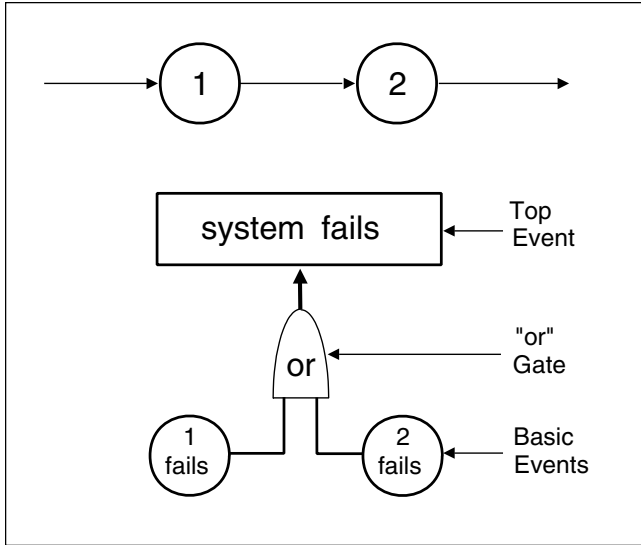 1
2
system fails
Top
Event
or
"or"
Gate
1
fails
2
fails
Basic
Events